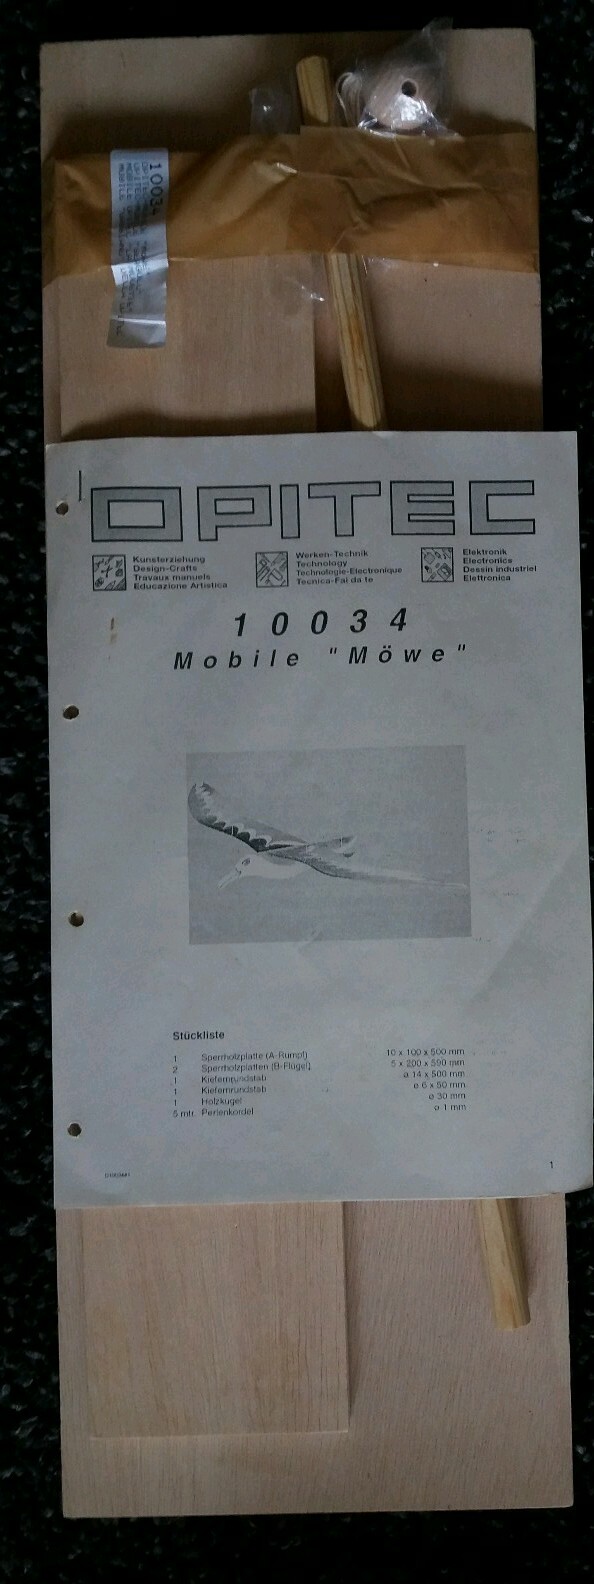 10034
OPITEC
Kunsterziehung
Design-Crafts
Travaux manuels
Educazione Artistica
Werken-Technik
Technology
Technologie-Electronique
Tecnica-Fai da te
Elektronik
Electronics
Dessin industriel
Elettronica
10034
Mobile "Möwe"
Stückliste
1 Sperrholzplatte (A-Rumpf) 10 x 100 x 500 mm
2 Sperrholzplatten (B-Flügel) 5 x 200 x 590 mm
1 Kiefernrundstab ø 14 x 500 mm
1 Kiefernrundstab ø 6 x 50 mm
1 Holzkugel ø 30 mm
5 mtr. Perlenkordel ø 1 mm
1